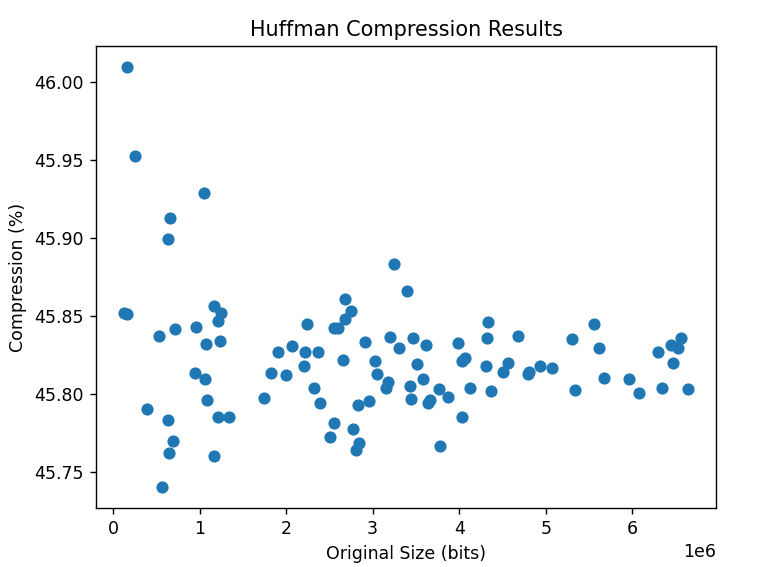 Huffman Compression Results
Compression (%)
46.00
45.95
45.90
45.85
45.80
45.75
0 1 2 3 4 5 6
1e6
Original Size (bits)